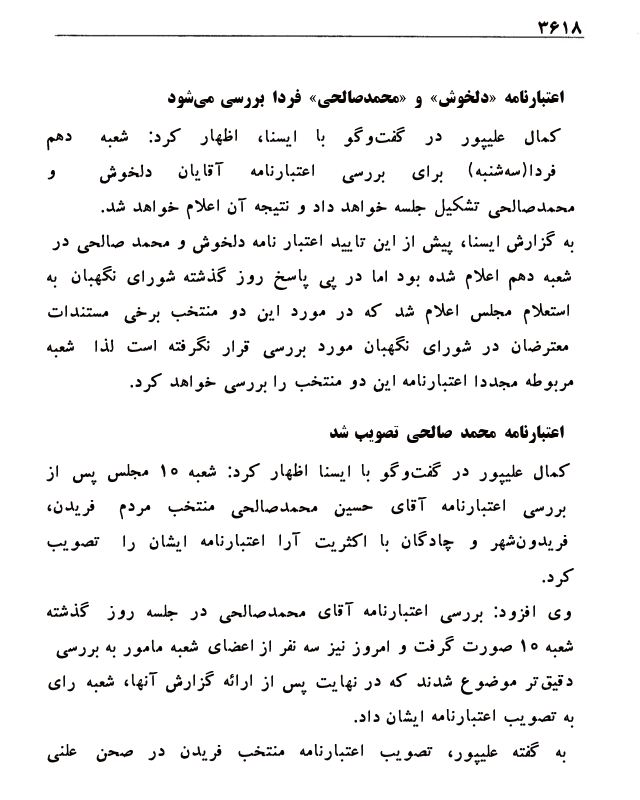 ۳۶۱۸
اعتبارنامه «دلخوش» و «محمدصالحی» فردا بررسی می‌شود
کمال علیپور در گفت‌وگو با ایسنا، اظهار کرد: شعبه دهم
فردا(سه‌شنبه) برای بررسی اعتبارنامه آقایان دلخوش و
محمدصالحی تشکیل جلسه خواهد داد و نتیجه آن اعلام خواهد شد.
به گزارش ایسنا، پیش از این تایید اعتبار نامه دلخوش و محمد صالحی در
شعبه دهم اعلام شده بود اما در پی پاسخ روز گذشته شورای نگهبان به
استعلام مجلس اعلام شد که در مورد این دو منتخب برخی مستندات
معترضان در شورای نگهبان مورد بررسی قرار نگرفته است لذا شعبه
مربوطه مجددا اعتبارنامه این دو منتخب را بررسی خواهد کرد.
اعتبارنامه محمد صالحی تصویب شد
کمال علیپور در گفت‌وگو با ایسنا اظهار کرد: شعبه ۱۰ مجلس پس از
بررسی اعتبارنامه آقای حسین محمدصالحی منتخب مردم فریدن،
فریدون‌شهر و چادگان با اکثریت آرا اعتبارنامه ایشان را تصویب
کرد.
وی افزود: بررسی اعتبارنامه آقای محمدصالحی در جلسه روز گذشته
شعبه ۱۰ صورت گرفت و امروز نیز سه نفر از اعضای شعبه مامور به بررسی
دقیق‌تر موضوع شدند که در نهایت پس از ارائه گزارش آنها، شعبه رای
به تصویب اعتبارنامه ایشان داد.
به گفته علیپور، تصویب اعتبارنامه منتخب فریدن در صحن علنی